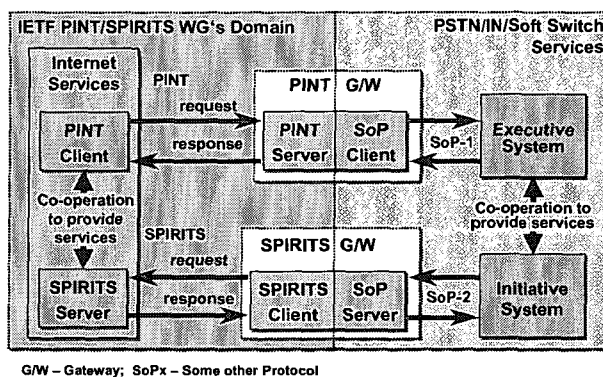 IETF PINT/SPIRITS WG's Domain
PSTN/IN/Soft Switch
Services
Internet
Services
PINT
request
response
PINT G/W
PINT
Client
PINT
Server
SoP
Client
SoP-1
Executive
System
Co-operation
to provide
services
Co-operation to
provide services
SPIRITS
request
response
SPIRITS G/W
SPIRITS
Server
SPIRITS
Client
SoP
Server
SoP-2
Initiative
System
G/W – Gateway; SoPx – Some other Protocol